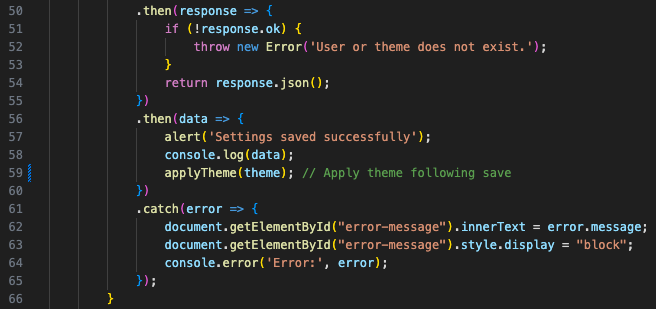 50 .then(response => {
51 if (!response.ok) {
52 throw new Error('User or theme does not exist.');
53 }
54 return response.json();
55 })
56 .then(data => {
57 alert('Settings saved successfully');
58 console.log(data);
59 applyTheme(theme); // Apply theme following save
60 })
61 .catch(error => {
62 document.getElementById("error-message").innerText = error.message;
63 document.getElementById("error-message").style.display = "block";
64 console.error('Error:', error);
65 });
66 }